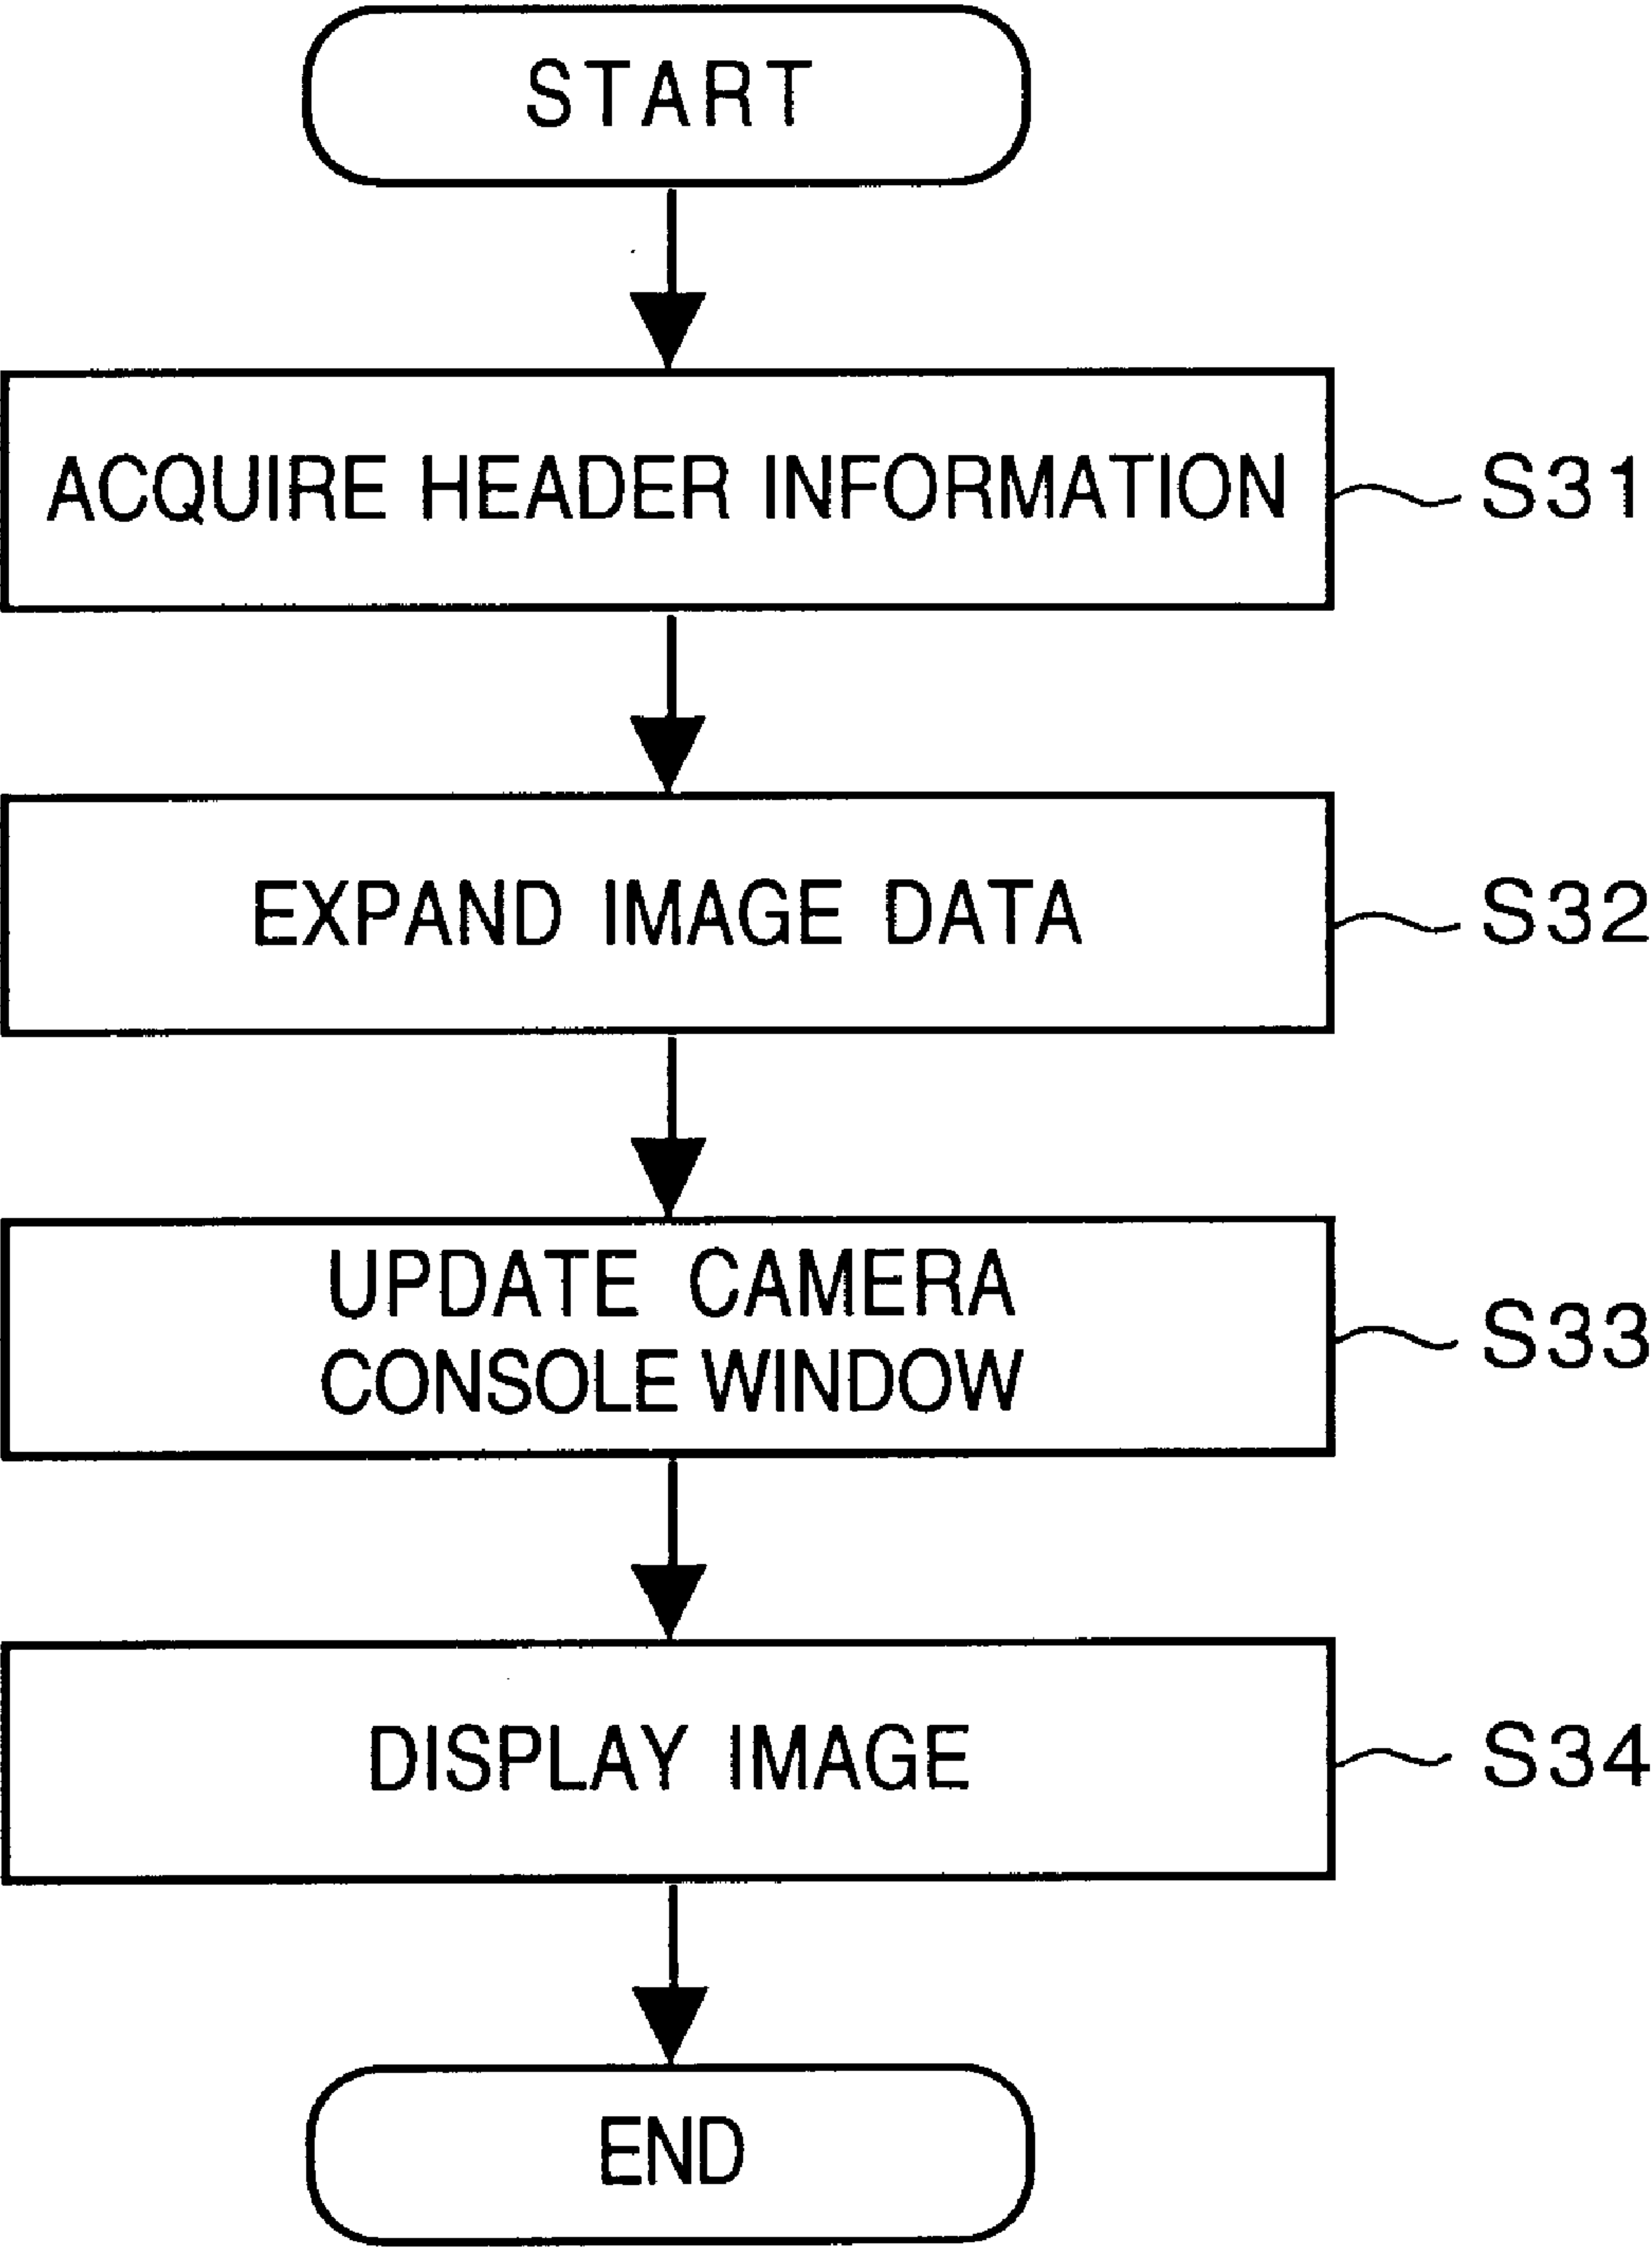 START
ACQUIRE HEADER INFORMATION
S31
EXPAND IMAGE DATA
S32
UPDATE CAMERA
CONSOLE WINDOW
S33
DISPLAY IMAGE
S34
END